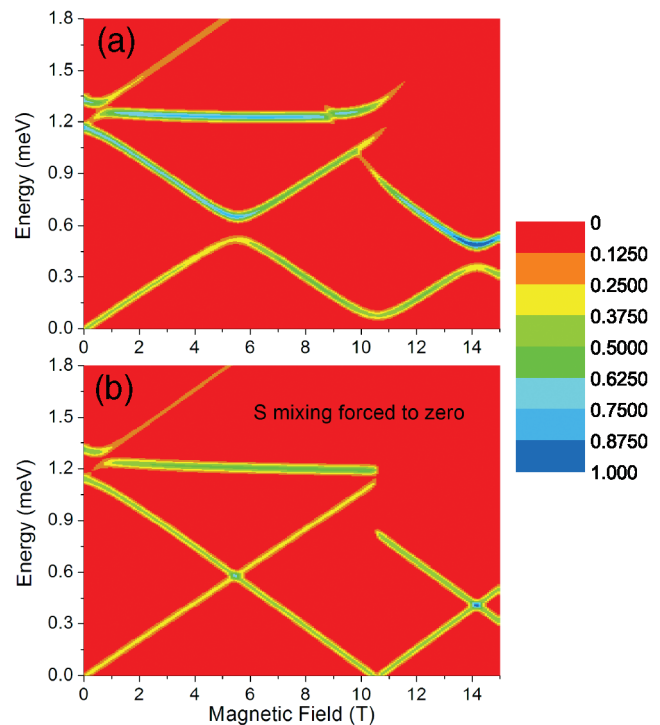 (a)
1.8
1.5
1.2
0.9
0.6
0.3
0.0
Energy (meV)
0 2 4 6 8 10 12 14
(b)
S mixing forced to zero
1.8
1.5
1.2
0.9
0.6
0.3
0.0
Energy (meV)
0 2 4 6 8 10 12 14
Magnetic Field (T)
0
0.1250
0.2500
0.3750
0.5000
0.6250
0.7500
0.8750
1.000